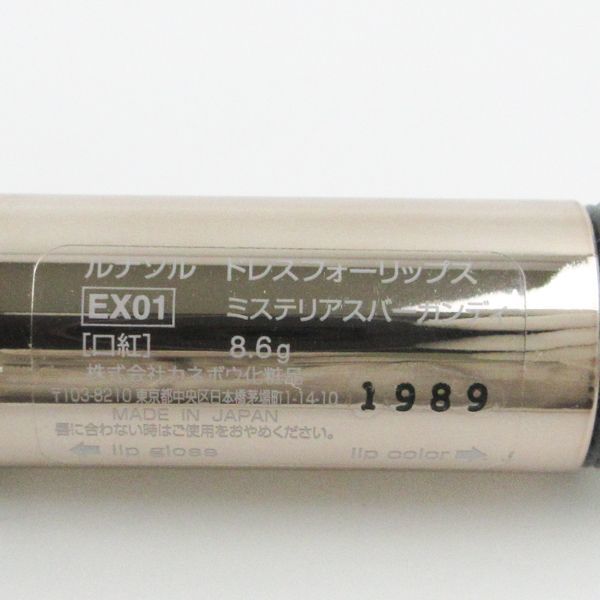 ルナソル ドレスフォーリップス
EX01 ミステリアスバーガンディ
[口紅] 8.6g
株式会社カネボウ化粧品
〒103-8210 東京都中央区日本橋茅場町1-14-10
1989
MADE IN JAPAN
唇に合わない時はご使用をおやめください。
lip gloss lip color